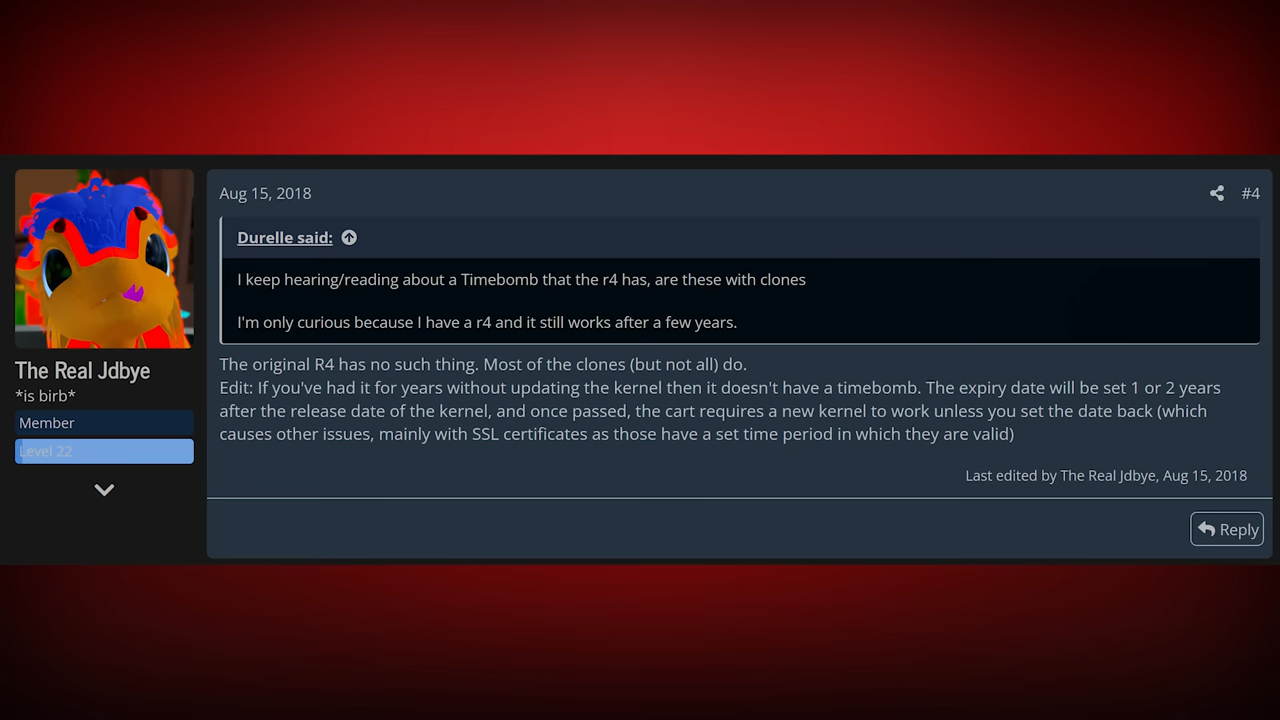 The Real Jdbye
*is birb*
Member
Level 22
Aug 15, 2018
#4
Durelle said:
I keep hearing/reading about a Timebomb that the r4 has, are these with clones
I'm only curious because I have a r4 and it still works after a few years.
The original R4 has no such thing. Most of the clones (but not all) do.
Edit: If you've had it for years without updating the kernel then it doesn't have a timebomb. The expiry date will be set 1 or 2 years
after the release date of the kernel, and once passed, the cart requires a new kernel to work unless you set the date back (which
causes other issues, mainly with SSL certificates as those have a set time period in which they are valid)
Last edited by The Real Jdbye, Aug 15, 2018
Reply